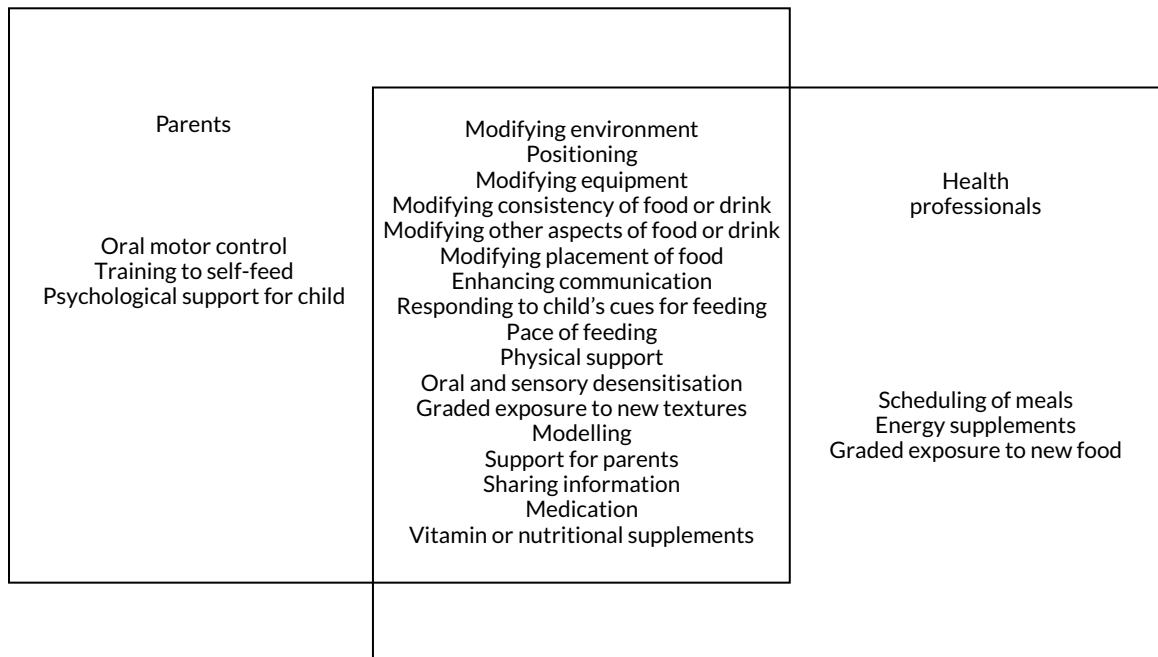 Parents
Oral motor control
Training to self-feed
Psychological support for child
Modifying environment
Positioning
Modifying equipment
Modifying consistency of food or drink
Modifying other aspects of food or drink
Modifying placement of food
Enhancing communication
Responding to child’s cues for feeding
Pace of feeding
Physical support
Oral and sensory desensitisation
Graded exposure to new textures
Modelling
Support for parents
Sharing information
Medication
Vitamin or nutritional supplements
Health
professionals
Scheduling of meals
Energy supplements
Graded exposure to new food